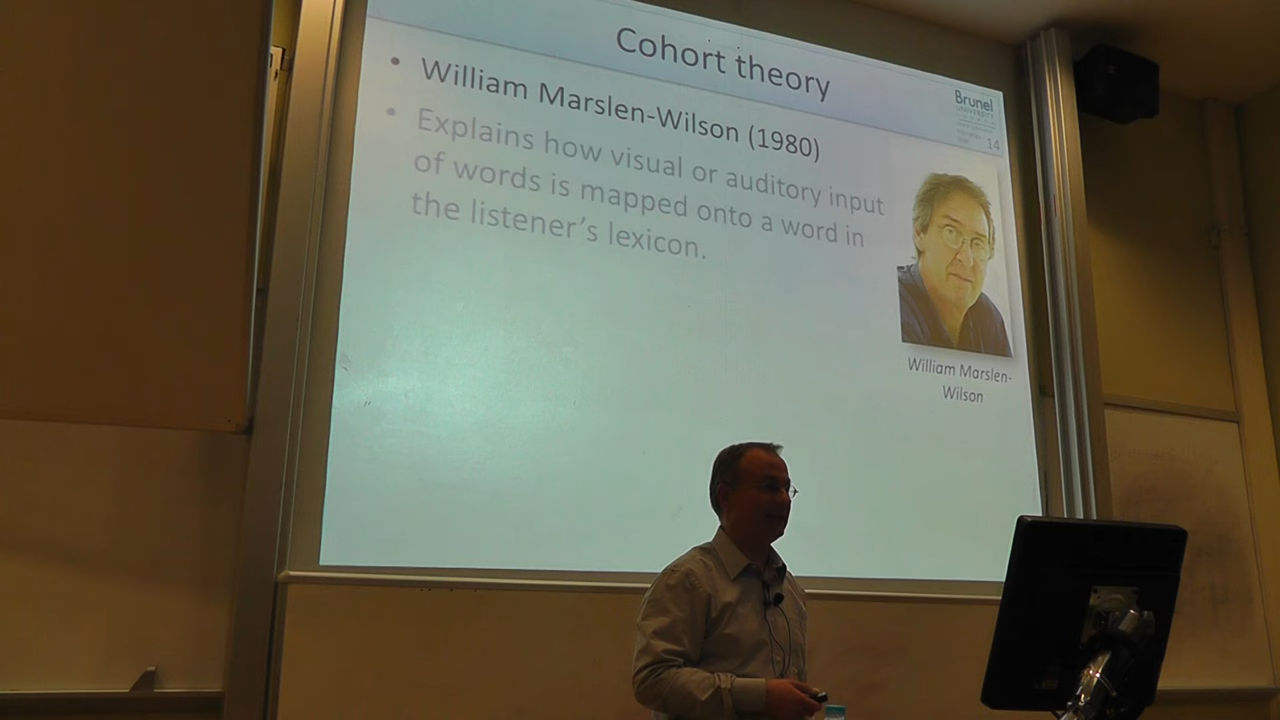 Cohort theory
• William Marslen-Wilson (1980)
• Explains how visual or auditory input
of words is mapped onto a word in
the listener's lexicon.
Brunel
UNIVERSITY
14
William Marslen-
Wilson